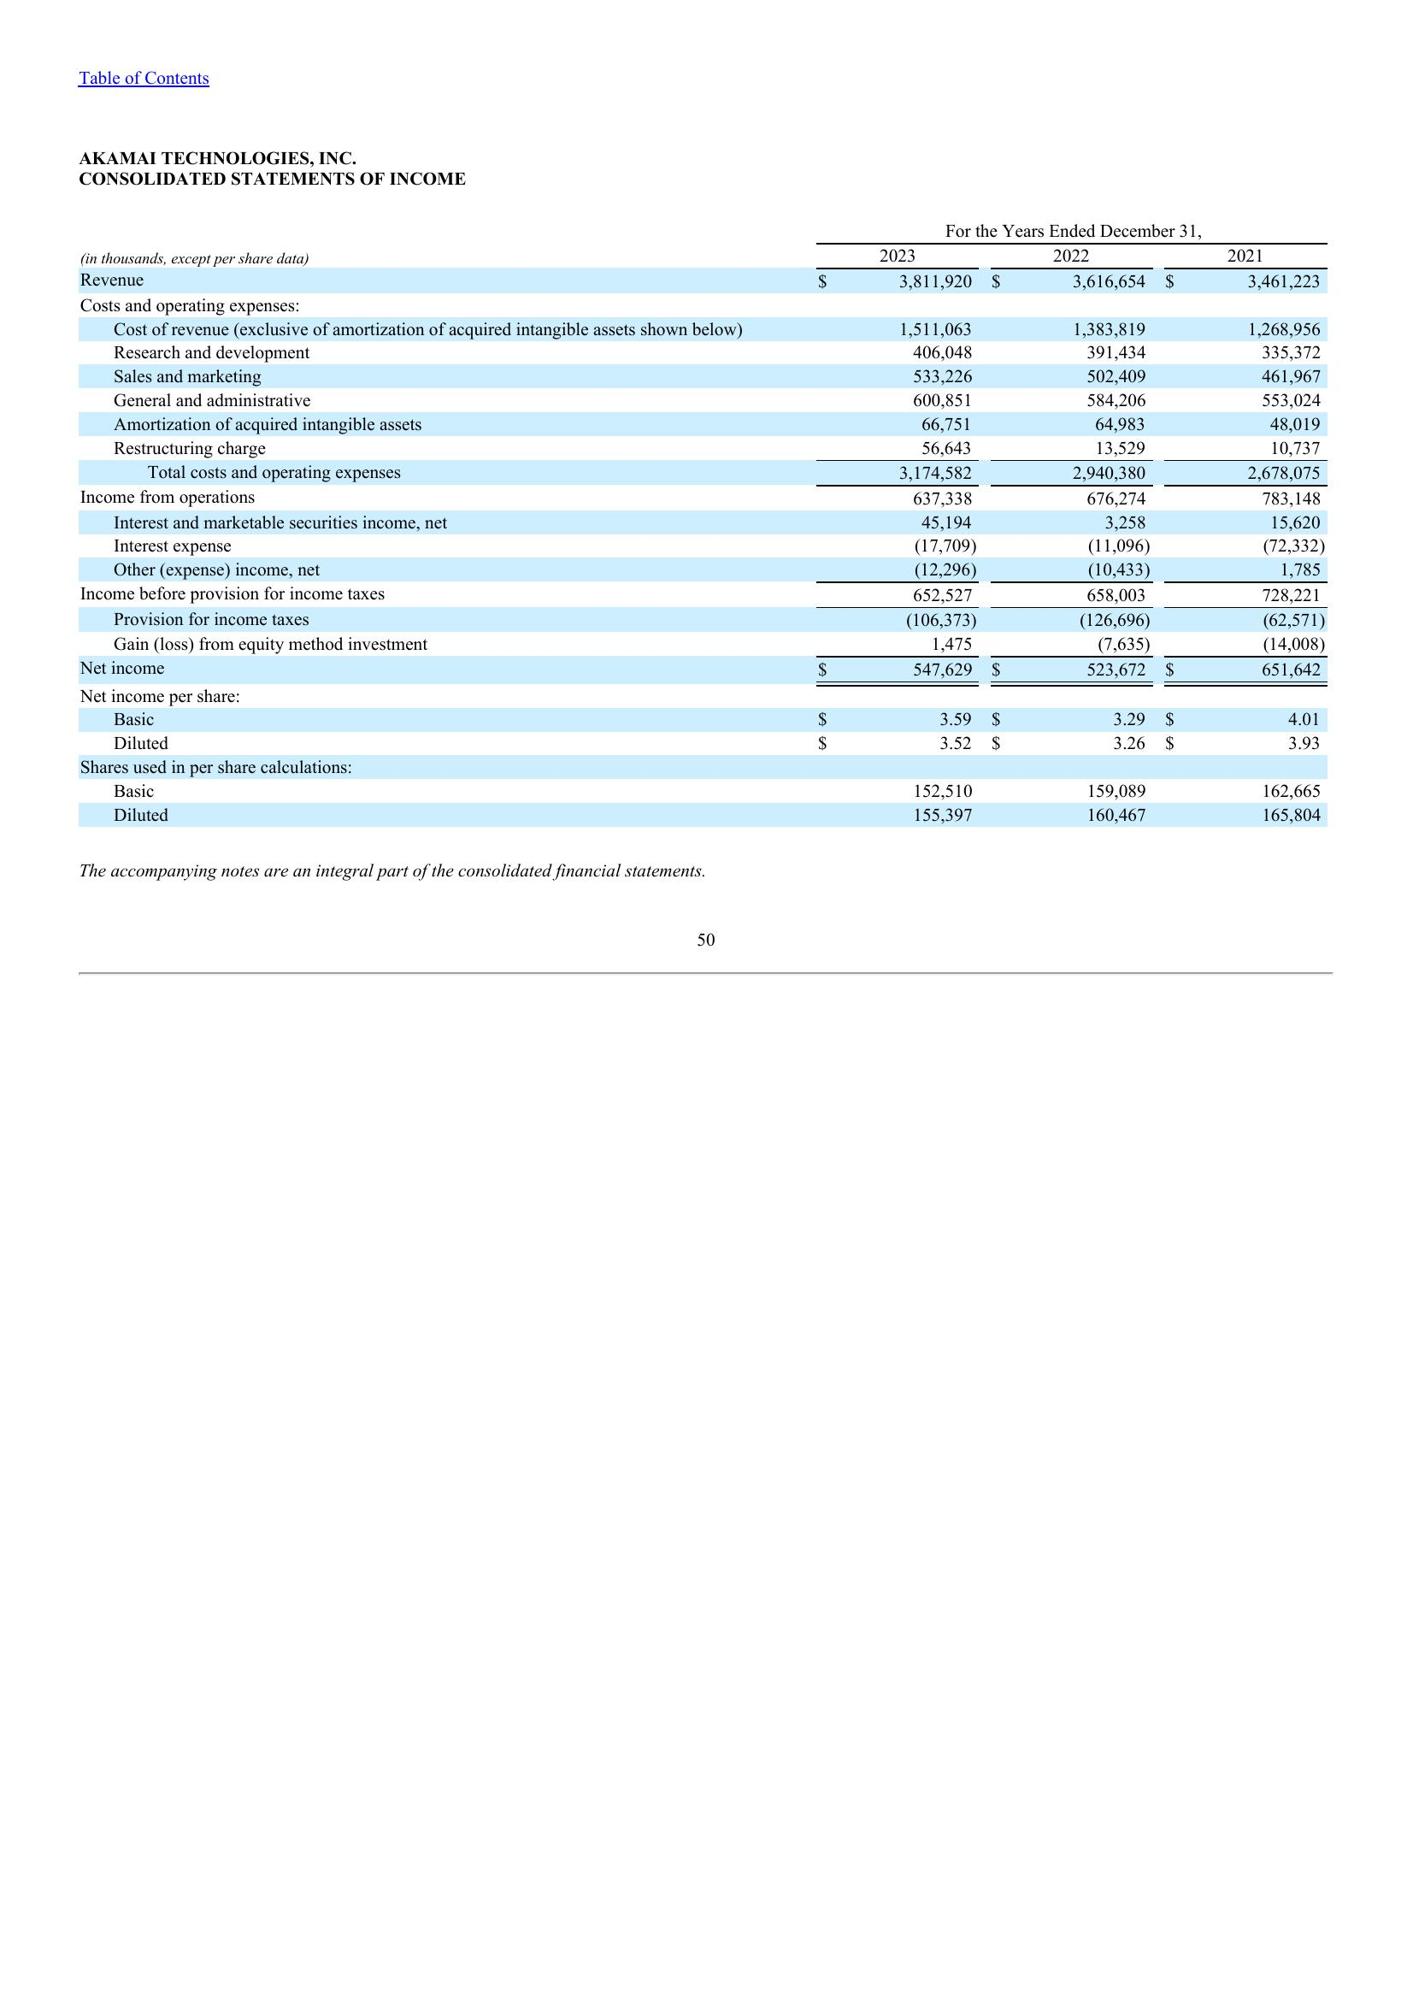 Table of Contents
AKAMAI TECHNOLOGIES, INC.
CONSOLIDATED STATEMENTS OF INCOME
For the Years Ended December 31,
(in thousands, except per share data) 2023 2022 2021
Revenue $ 3,811,920 $ 3,616,654 $ 3,461,223
Costs and operating expenses:
Cost of revenue (exclusive of amortization of acquired intangible assets shown below) 1,511,063 1,383,819 1,268,956
Research and development 406,048 391,434 335,372
Sales and marketing 533,226 502,409 461,967
General and administrative 600,851 584,206 553,024
Amortization of acquired intangible assets 66,751 64,983 48,019
Restructuring charge 56,643 13,529 10,737
Total costs and operating expenses 3,174,582 2,940,380 2,678,075
Income from operations 637,338 676,274 783,148
Interest and marketable securities income, net 45,194 3,258 15,620
Interest expense (17,709) (11,096) (72,332)
Other (expense) income, net (12,296) (10,433) 1,785
Income before provision for income taxes 652,527 658,003 728,221
Provision for income taxes (106,373) (126,696) (62,571)
Gain (loss) from equity method investment 1,475 (7,635) (14,008)
Net income $ 547,629 $ 523,672 $ 651,642
Net income per share:
Basic $ 3.59 $ 3.29 $ 4.01
Diluted $ 3.52 $ 3.26 $ 3.93
Shares used in per share calculations:
Basic 152,510 159,089 162,665
Diluted 155,397 160,467 165,804
The accompanying notes are an integral part of the consolidated financial statements.
50